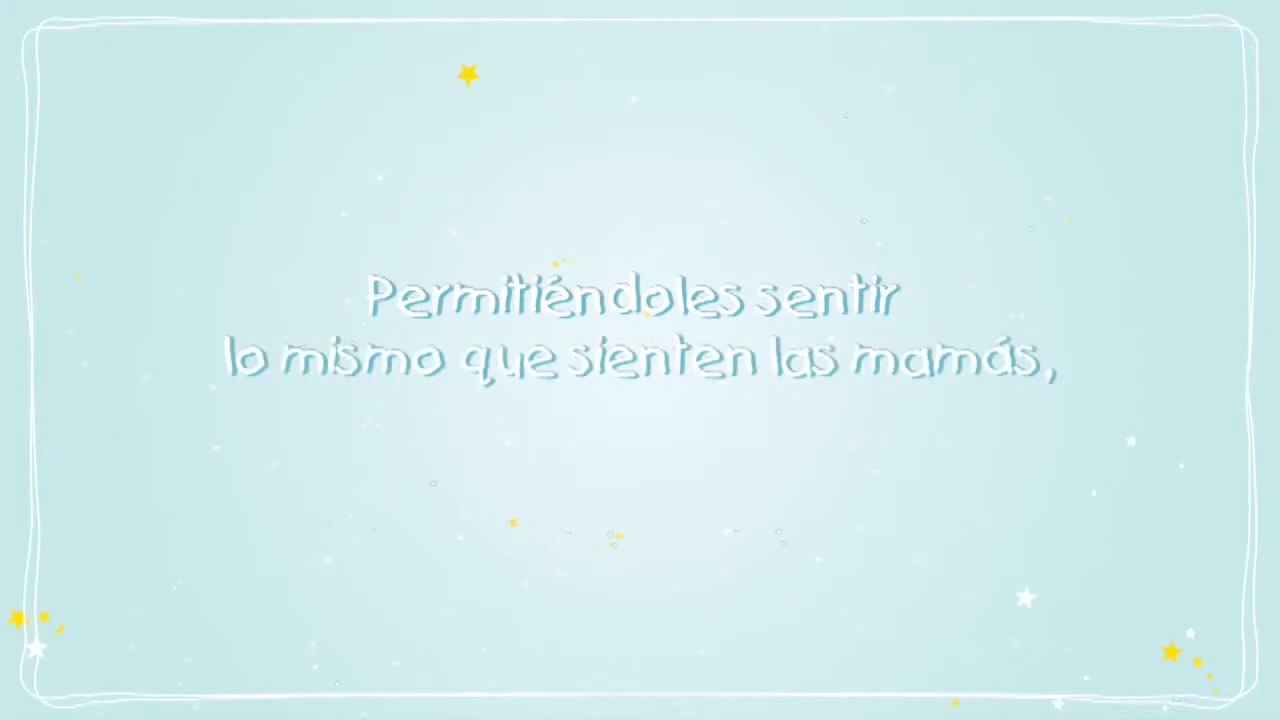 Permitiéndoles sentir
lo mismo que sienten las mamás,